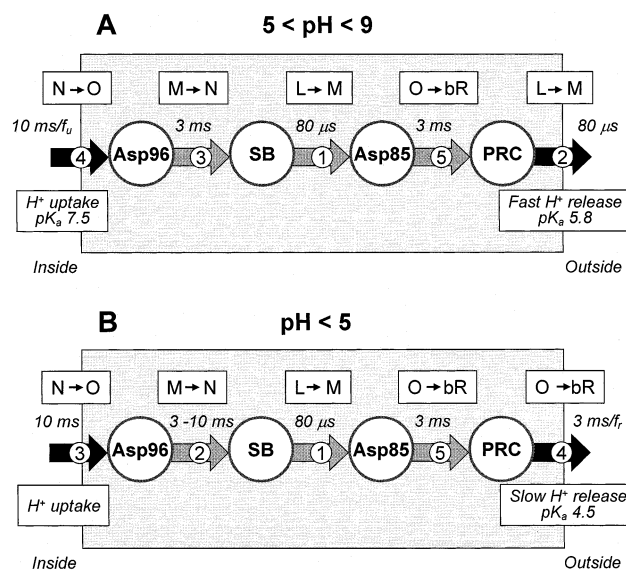 A
5 < pH < 9
N→O
M→N
L→M
O→bR
L→M
10 ms/fu
3 ms
80 μs
3 ms
80 μs
4
Asp96
3
SB
1
Asp85
5
PRC
2
H+ uptake
pKa 7.5
Fast H+ release
pKa 5.8
Inside
Outside
B
pH < 5
N→O
M→N
L→M
O→bR
O→bR
10 ms
3 -10 ms
80 μs
3 ms
3 ms/fr
3
Asp96
2
SB
1
Asp85
5
PRC
4
H+ uptake
Slow H+ release
pKa 4.5
Inside
Outside